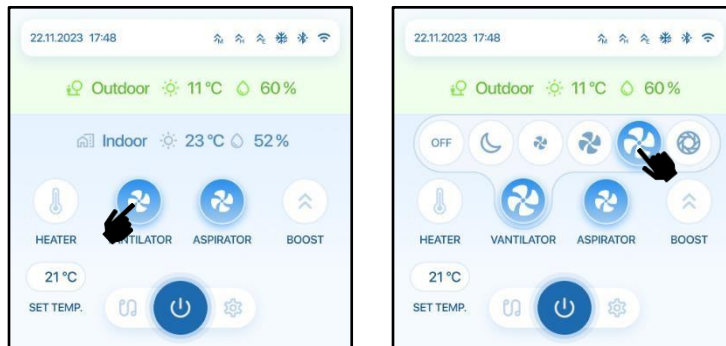 22.11.2023 17:48
Outdoor 11 °C 60 %
Indoor 23 °C 52 %
HEATER VANTILATOR ASPIRATOR BOOST
21 °C
SET TEMP.
22.11.2023 17:48
Outdoor 11 °C 60 %
OFF
HEATER VANTILATOR ASPIRATOR BOOST
21 °C
SET TEMP.